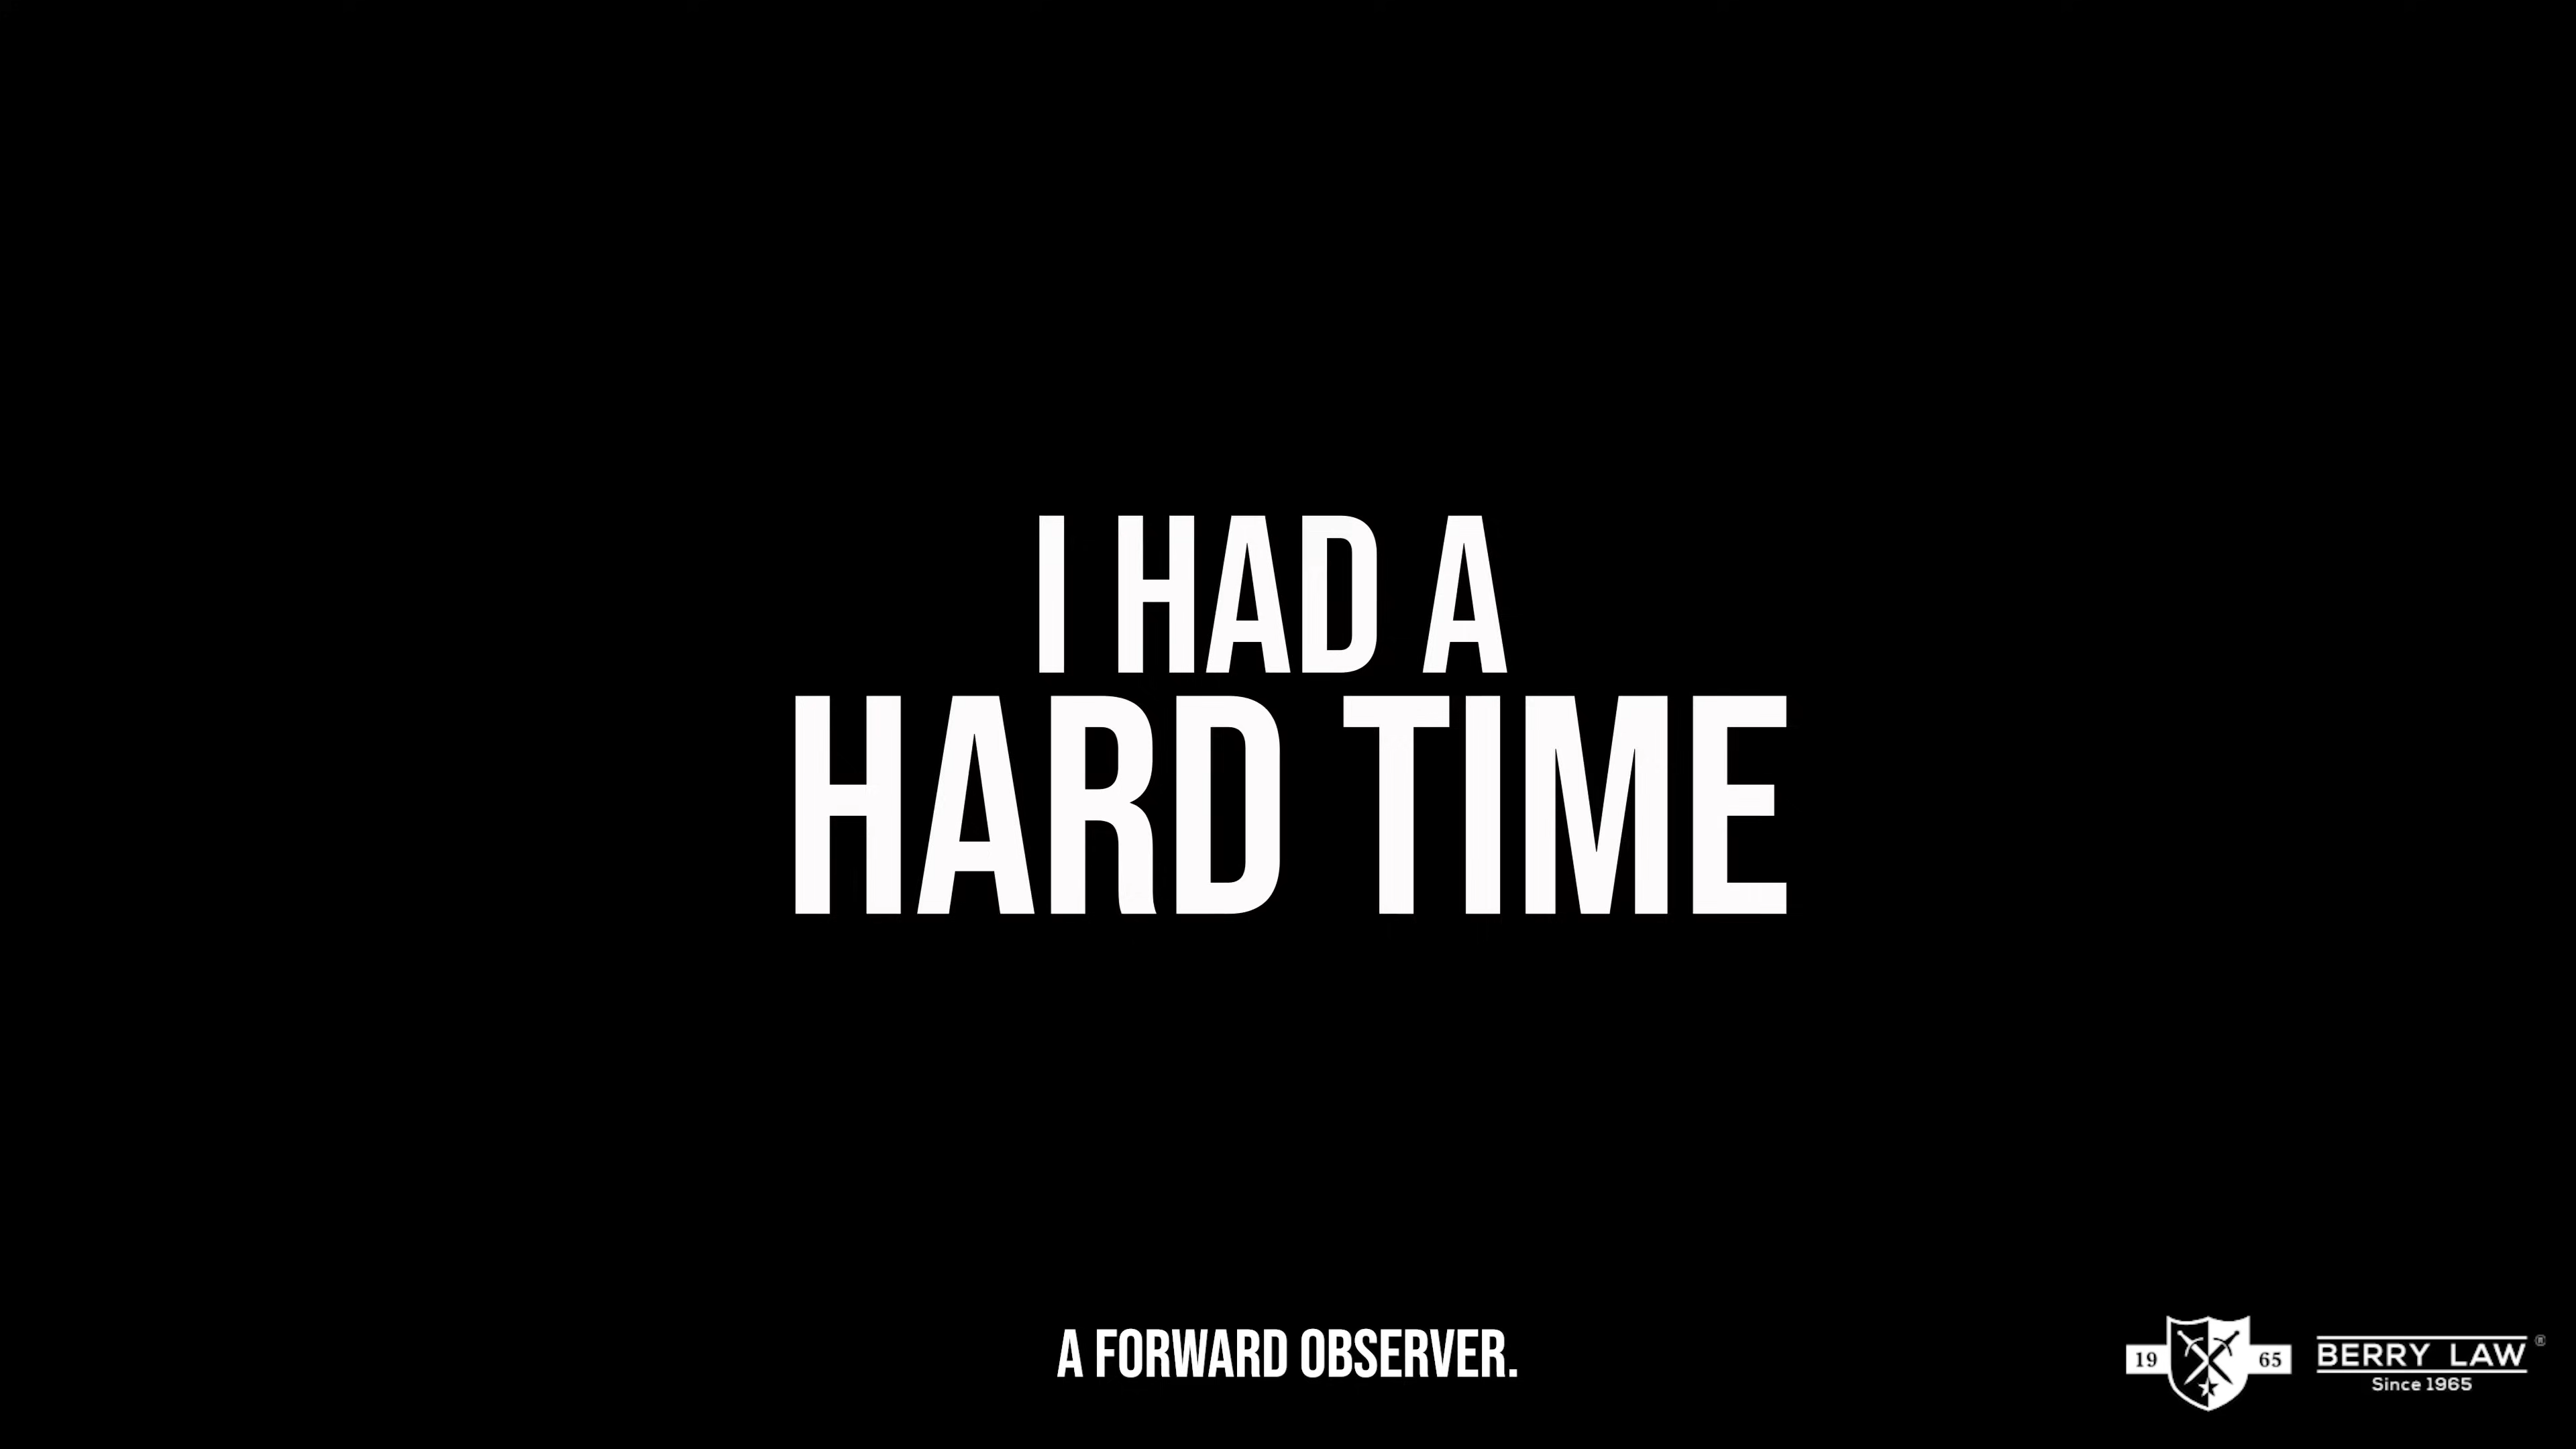 I HAD A
HARD TIME
A FORWARD OBSERVER.
19 65
BERRY LAW ®
Since 1965